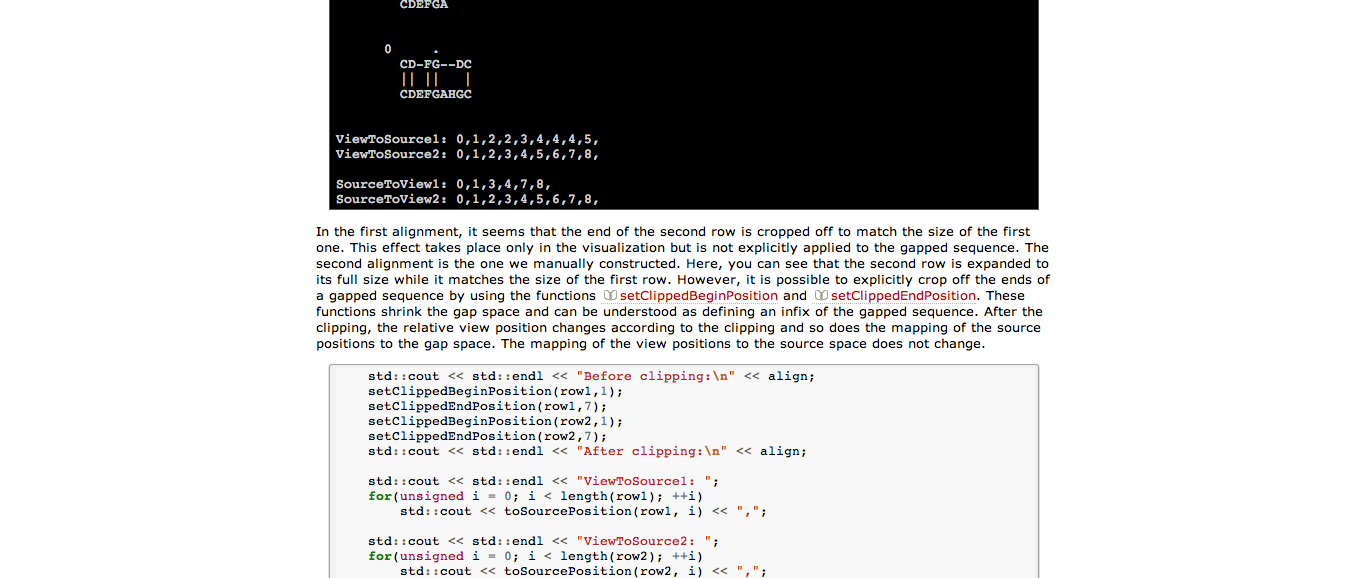 CDEFGA
0     .
CD-FG--DC
|| ||   |
CDEFGAHGC
ViewToSource1: 0,1,2,2,3,4,4,4,5,
ViewToSource2: 0,1,2,3,4,5,6,7,8,
SourceToView1: 0,1,3,4,7,8,
SourceToView2: 0,1,2,3,4,5,6,7,8,
In the first alignment, it seems that the end of the second row is cropped off to match the size of the first
one. This effect takes place only in the visualization but is not explicitly applied to the gapped sequence. The
second alignment is the one we manually constructed. Here, you can see that the second row is expanded to
its full size while it matches the size of the first row. However, it is possible to explicitly crop off the ends of
a gapped sequence by using the functions setClippedBeginPosition and setClippedEndPosition. These
functions shrink the gap space and can be understood as defining an infix of the gapped sequence. After the
clipping, the relative view position changes according to the clipping and so does the mapping of the source
positions to the gap space. The mapping of the view positions to the source space does not change.
std::cout << std::endl << "Before clipping:\n" << align;
setClippedBeginPosition(row1,1);
setClippedEndPosition(row1,7);
setClippedBeginPosition(row2,1);
setClippedEndPosition(row2,7);
std::cout << std::endl << "After clipping:\n" << align;
std::cout << std::endl << "ViewToSource1: ";
for(unsigned i = 0; i < length(row1); ++i)
    std::cout << toSourcePosition(row1, i) << ",";
std::cout << std::endl << "ViewToSource2: ";
for(unsigned i = 0; i < length(row2); ++i)
    std::cout << toSourcePosition(row2, i) << ",";